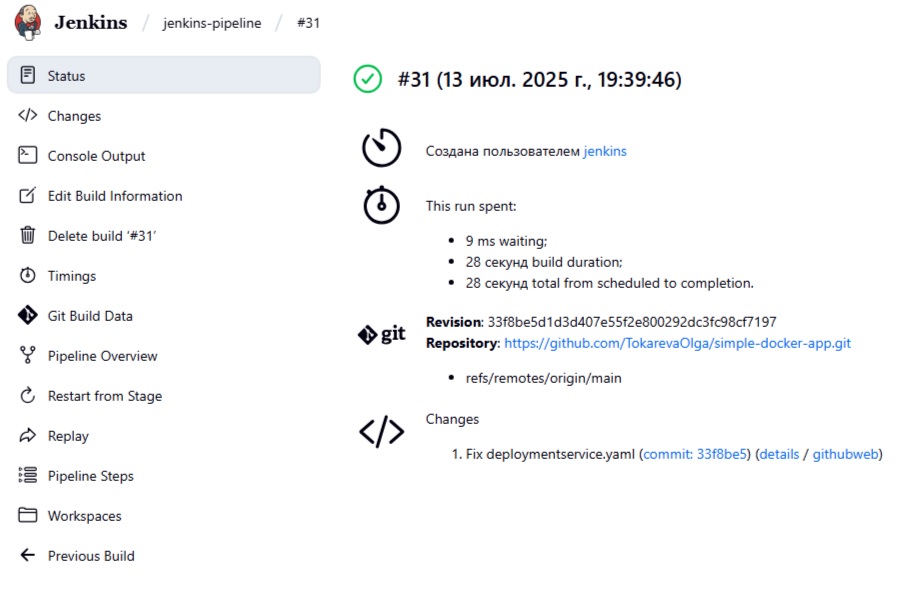 Jenkins / jenkins-pipeline / #31
Status
Changes
Console Output
Edit Build Information
Delete build '#31'
Timings
Git Build Data
Pipeline Overview
Restart from Stage
Replay
Pipeline Steps
Workspaces
Previous Build
#31 (13 июл. 2025 г., 19:39:46)
Создана пользователем jenkins
This run spent:
• 9 ms waiting;
• 28 секунд build duration;
• 28 секунд total from scheduled to completion.
git
Revision: 33f8be5d1d3d407e55f2e800292dc3fc98cf7197
Repository: https://github.com/TokarevaOlga/simple-docker-app.git
• refs/remotes/origin/main
Changes
1. Fix deploymentservice.yaml (commit: 33f8be5) (details / githubweb)